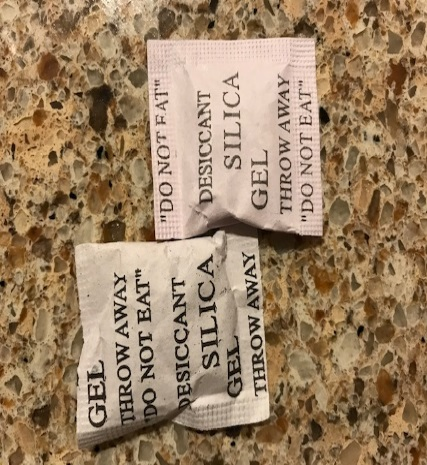 "DO NOT EAT"
DESICCANT
SILICA
GEL
THROW AWAY
"DO NOT EAT"
GEL
THROW AWAY
"DO NOT EAT"
DESICCANT
SILICA
GEL
THROW AWAY